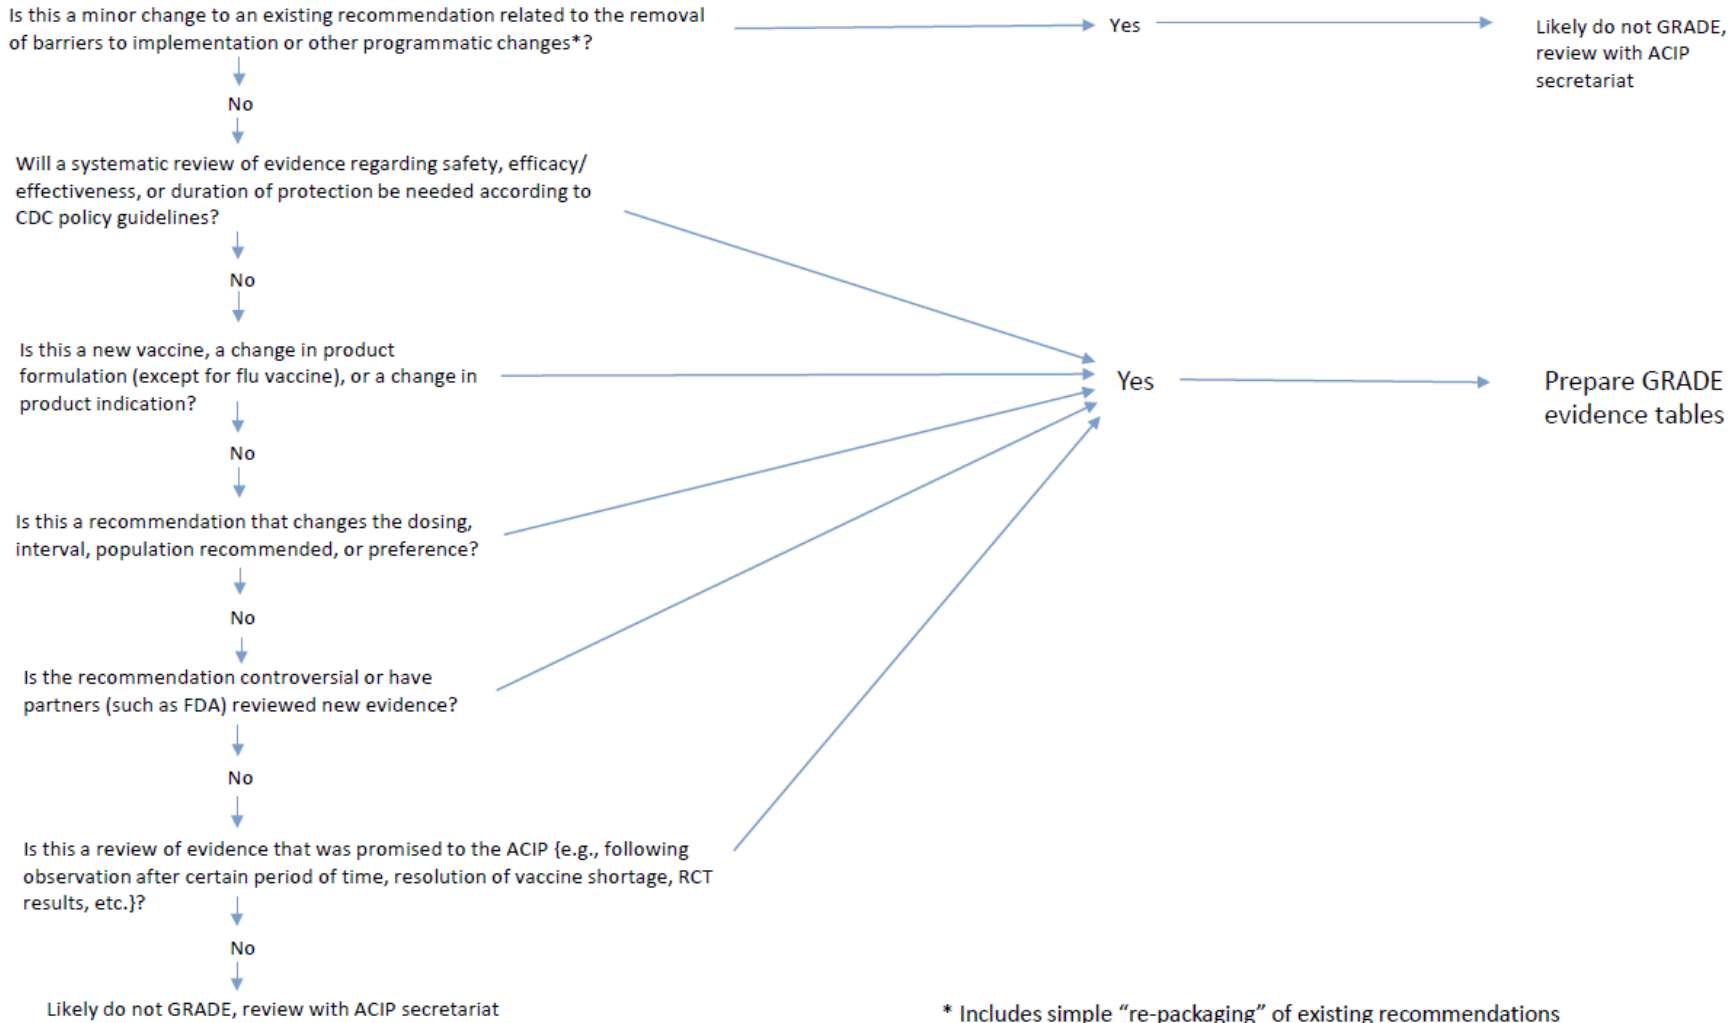 Is this a minor change to an existing recommendation related to the removal
of barriers to implementation or other programmatic changes*?
Yes
Likely do not GRADE,
review with ACIP
secretariat
No
Will a systematic review of evidence regarding safety, efficacy/
effectiveness, or duration of protection be needed according to
CDC policy guidelines?
No
Is this a new vaccine, a change in product
formulation (except for flu vaccine), or a change in
product indication?
Yes
Prepare GRADE
evidence tables
No
Is this a recommendation that changes the dosing,
interval, population recommended, or preference?
No
Is the recommendation controversial or have
partners (such as FDA) reviewed new evidence?
No
Is this a review of evidence that was promised to the ACIP {e.g., following
observation after certain period of time, resolution of vaccine shortage, RCT
results, etc.}?
No
Likely do not GRADE, review with ACIP secretariat
* Includes simple “re-packaging” of existing recommendations